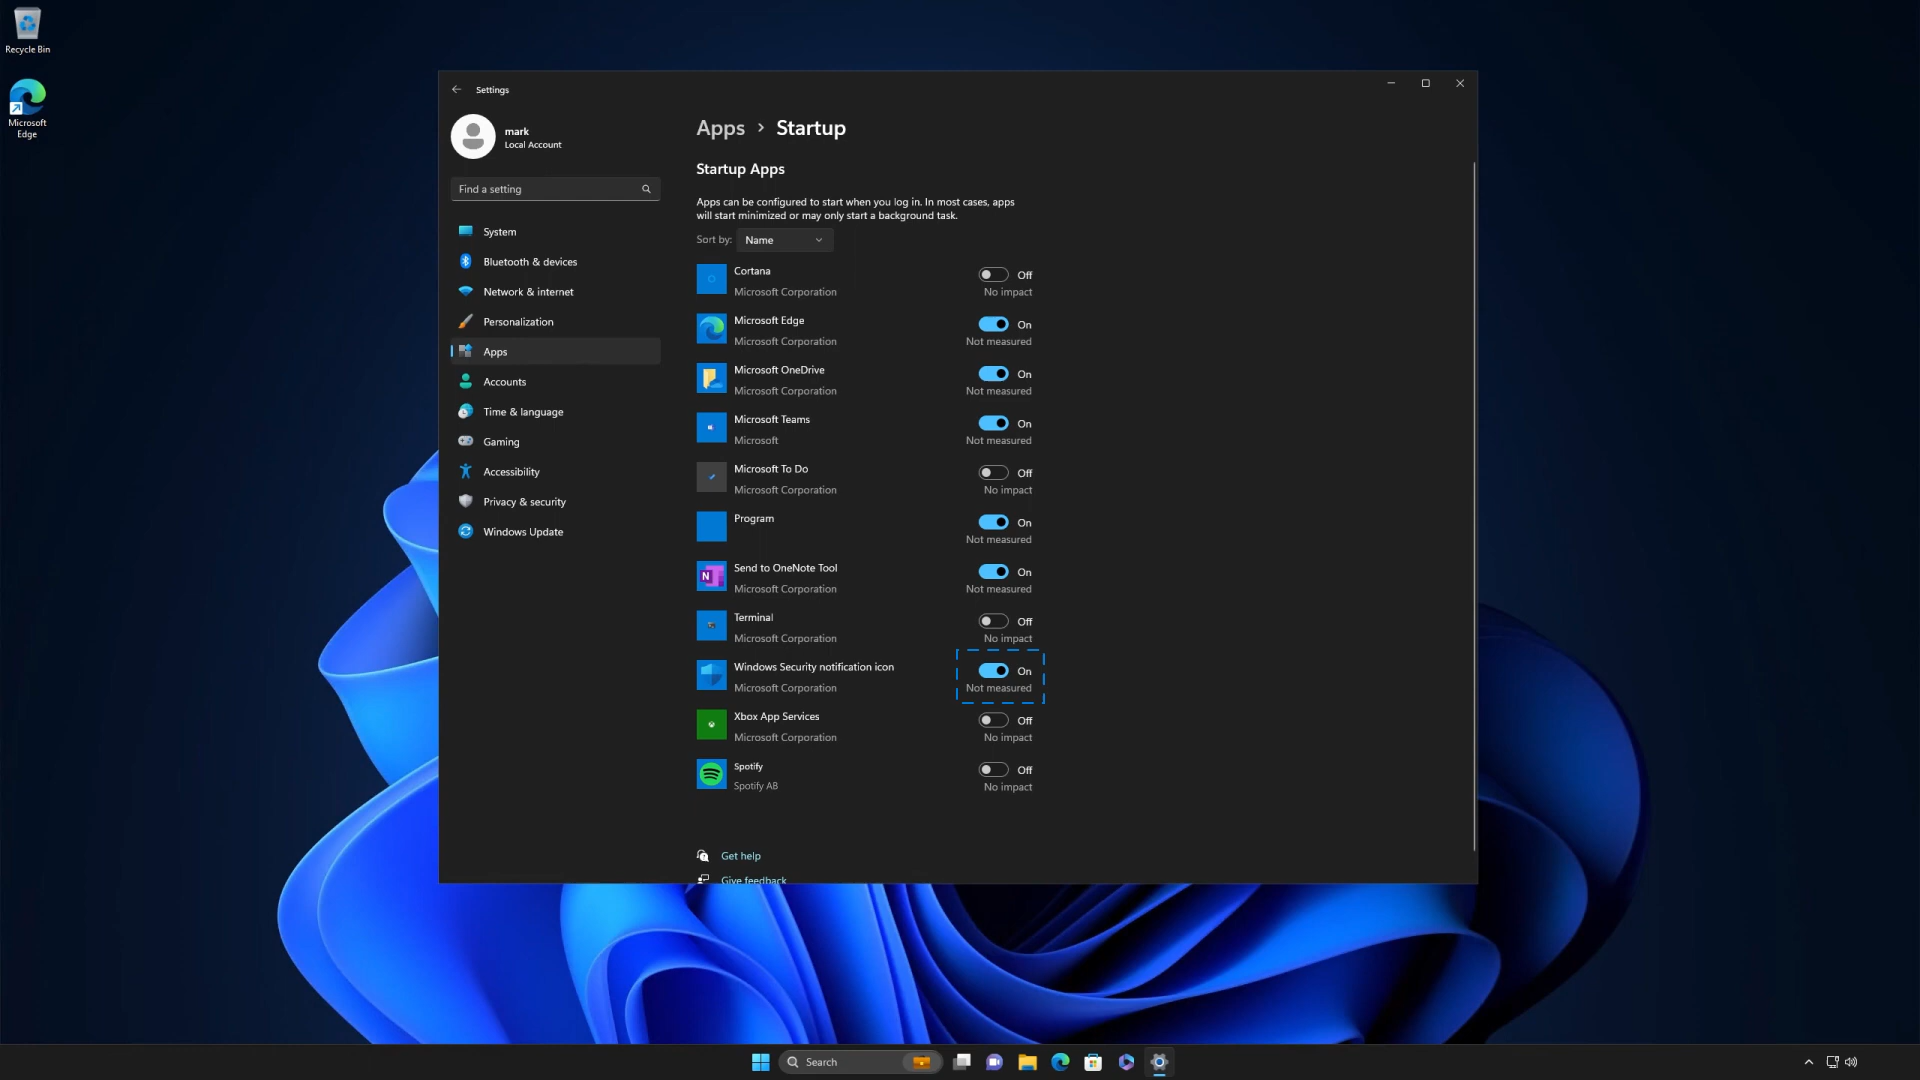 Recycle Bin
Microsoft
Edge
Settings
mark
Local Account
Find a setting
System
Bluetooth & devices
Network & internet
Personalization
Apps
Accounts
Time & language
Gaming
Accessibility
Privacy & security
Windows Update
Apps > Startup
Startup Apps
Apps can be configured to start when you log in. In most cases, apps
will start minimized or may only start a background task.
Sort by: Name
Cortana
Microsoft Corporation
Off
No impact
Microsoft Edge
Microsoft Corporation
On
Not measured
Microsoft OneDrive
Microsoft Corporation
On
Not measured
Microsoft Teams
Microsoft
On
Not measured
Microsoft To Do
Microsoft Corporation
Off
No impact
Program
On
Not measured
N
Send to OneNote Tool
Microsoft Corporation
On
Not measured
Terminal
Microsoft Corporation
Off
No impact
Windows Security notification icon
Microsoft Corporation
On
Not measured
Xbox App Services
Microsoft Corporation
Off
No impact
Spotify
Spotify AB
Off
No impact
Get help
Give feedback
Search